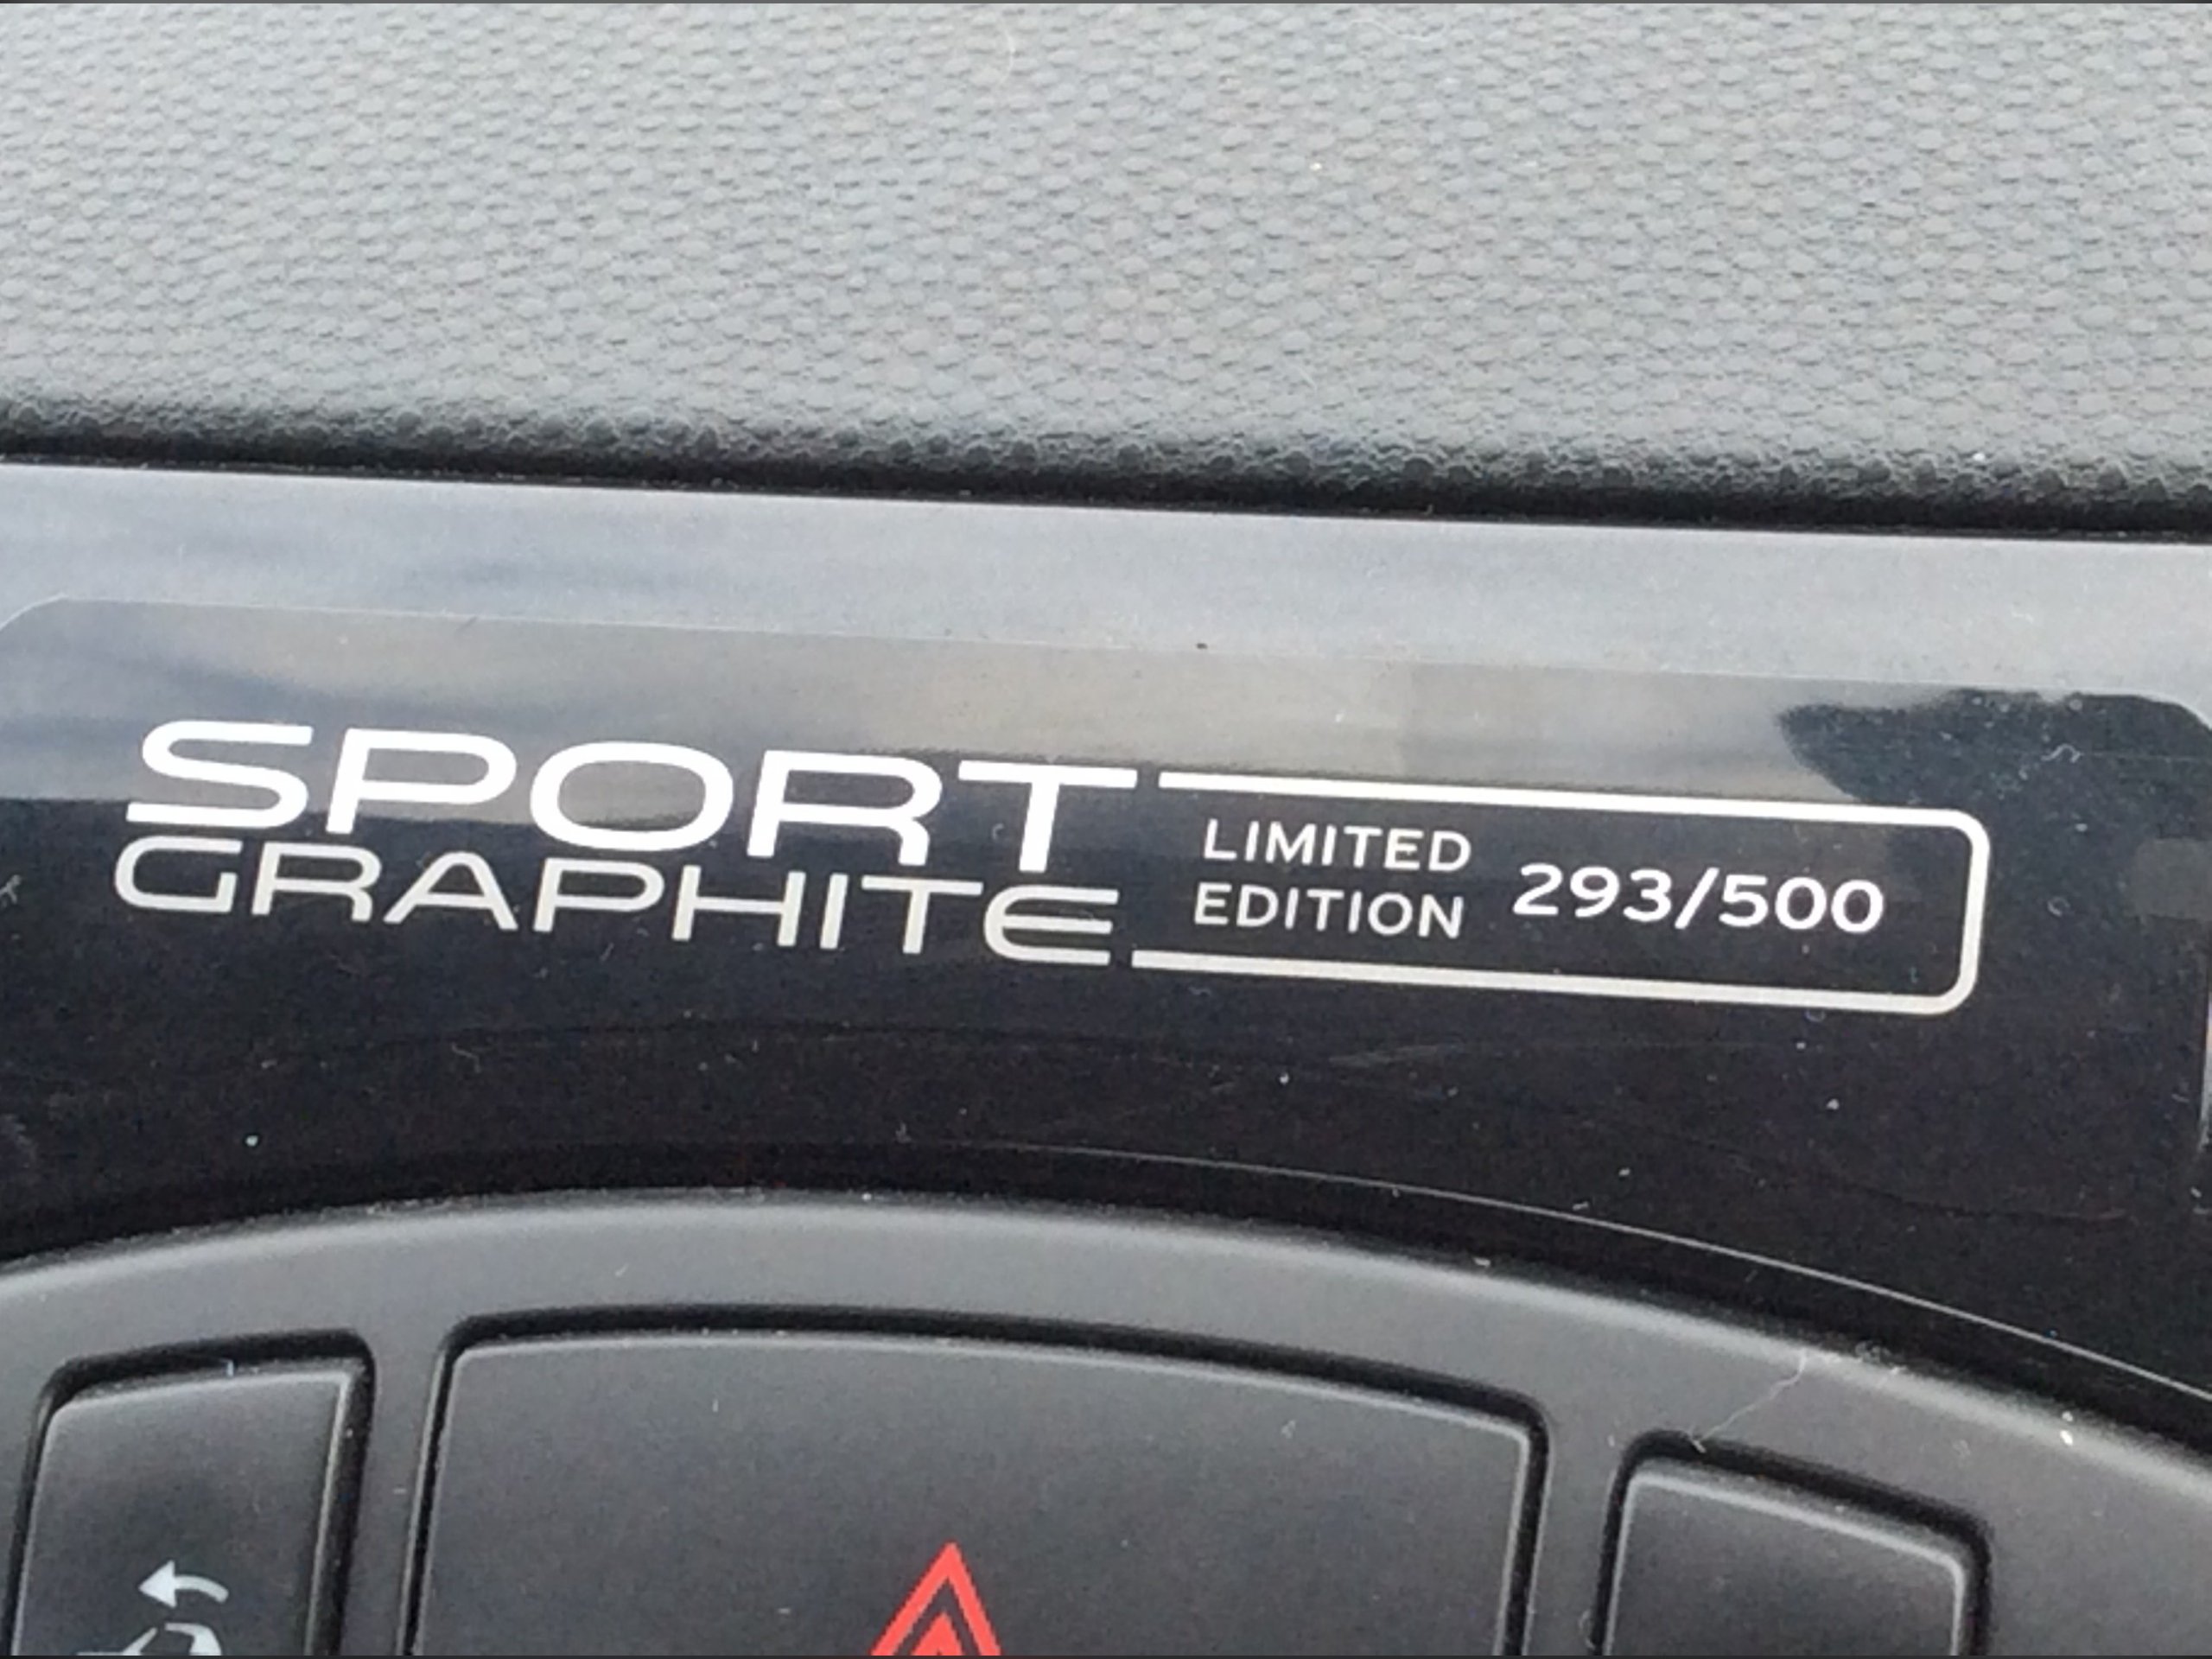 SPORT
GRAPHITE
LIMITED
EDITION
293/500